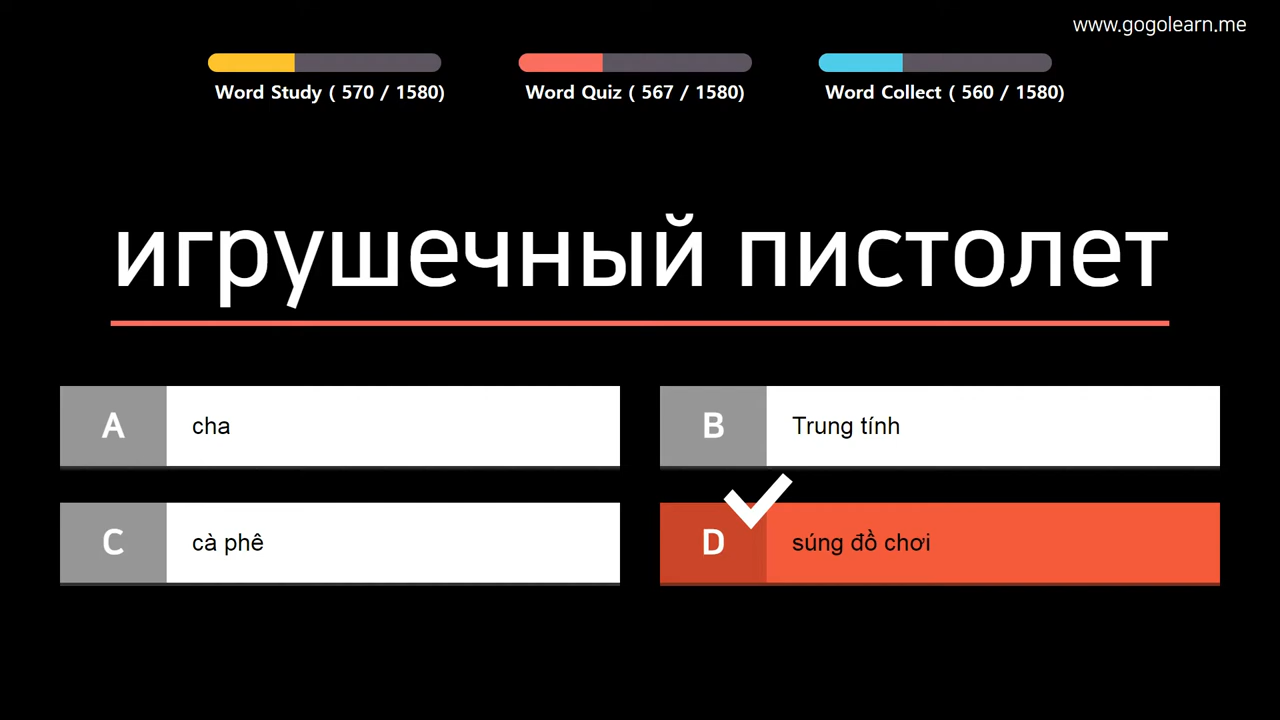 www.gogolearn.me
Word Study ( 570 / 1580)
Word Quiz ( 567 / 1580)
Word Collect ( 560 / 1580)
игрушечный пистолет
A cha
B Trung tính
C cà phê
D súng đồ chơi